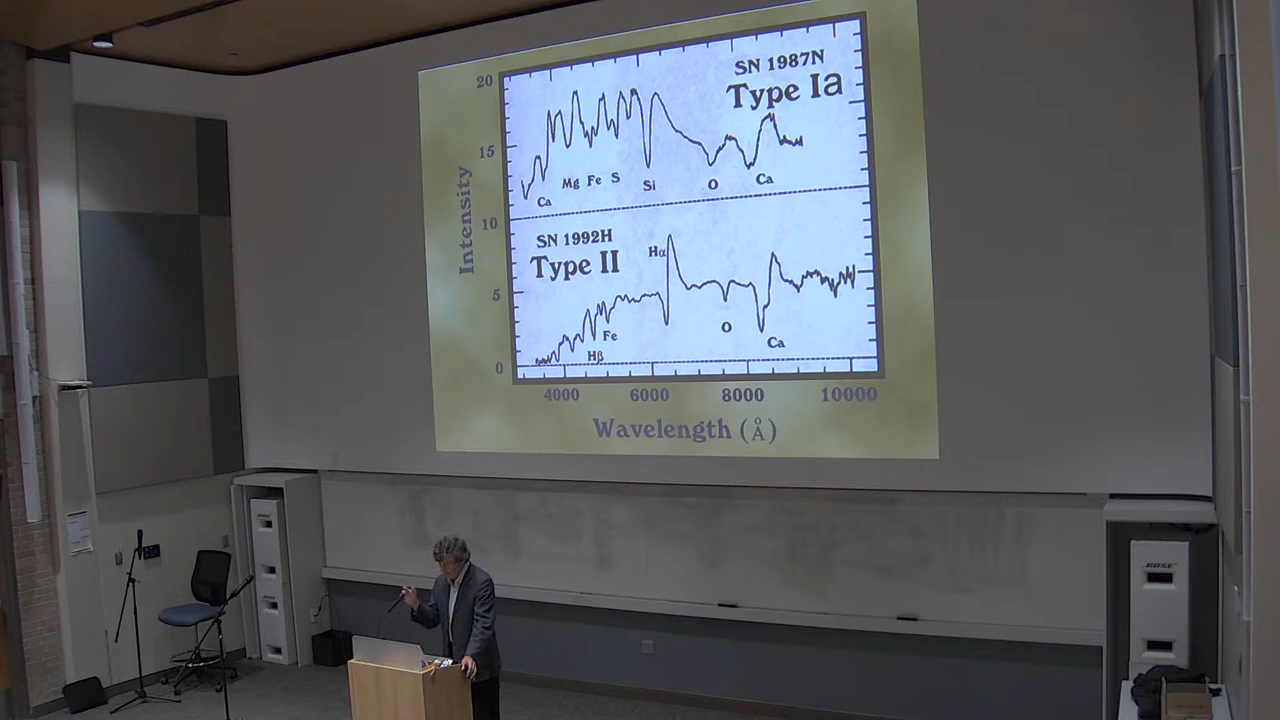 20
15
10
5
0
Intensity
SN 1987N
Type Ia
Ca
Mg Fe S
Si
O
Ca
SN 1992H
Type II
Hα
Fe
Hβ
O
Ca
4000 6000 8000 10000
Wavelength (Å)
BOSE